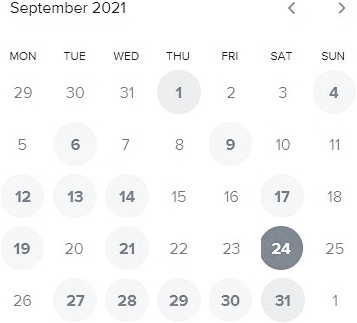 September 2021
MON TUE WED THU FRI SAT SUN
29 30 31 1 2 3 4
5 6 7 8 9 10 11
12 13 14 15 16 17 18
19 20 21 22 23 24 25
26 27 28 29 30 31 1